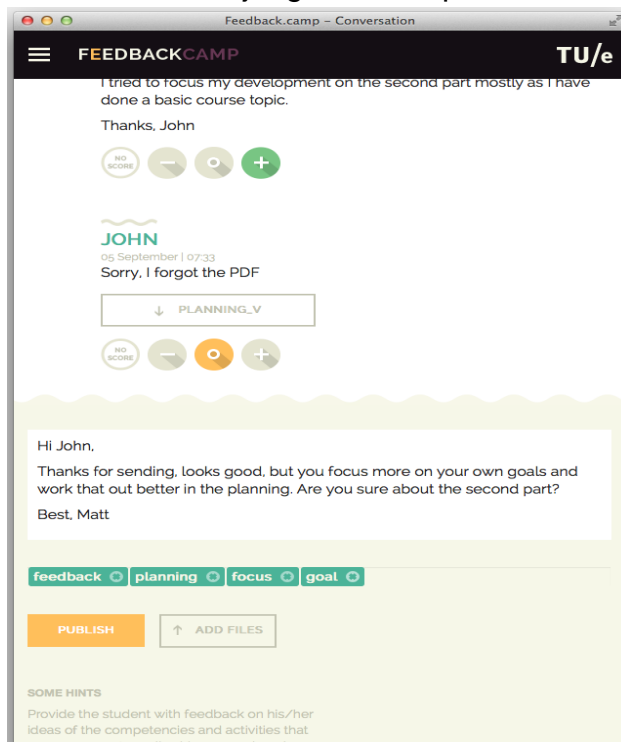 Feedback.camp – Conversation
FEEDBACKCAMP
TU/e
I tried to focus my development on the second part mostly as I have
done a basic course topic.
Thanks, John
NO
SCORE
–
o
+
JOHN
05 September | 07:33
Sorry, I forgot the PDF
↓ PLANNING_V
NO
SCORE
–
o
+
Hi John,
Thanks for sending, looks good, but you focus more on your own goals and
work that out better in the planning. Are you sure about the second part?
Best, Matt
feedback planning focus goal
PUBLISH ↑ ADD FILES
SOME HINTS
Provide the student with feedback on his/her
ideas of the competencies and activities that